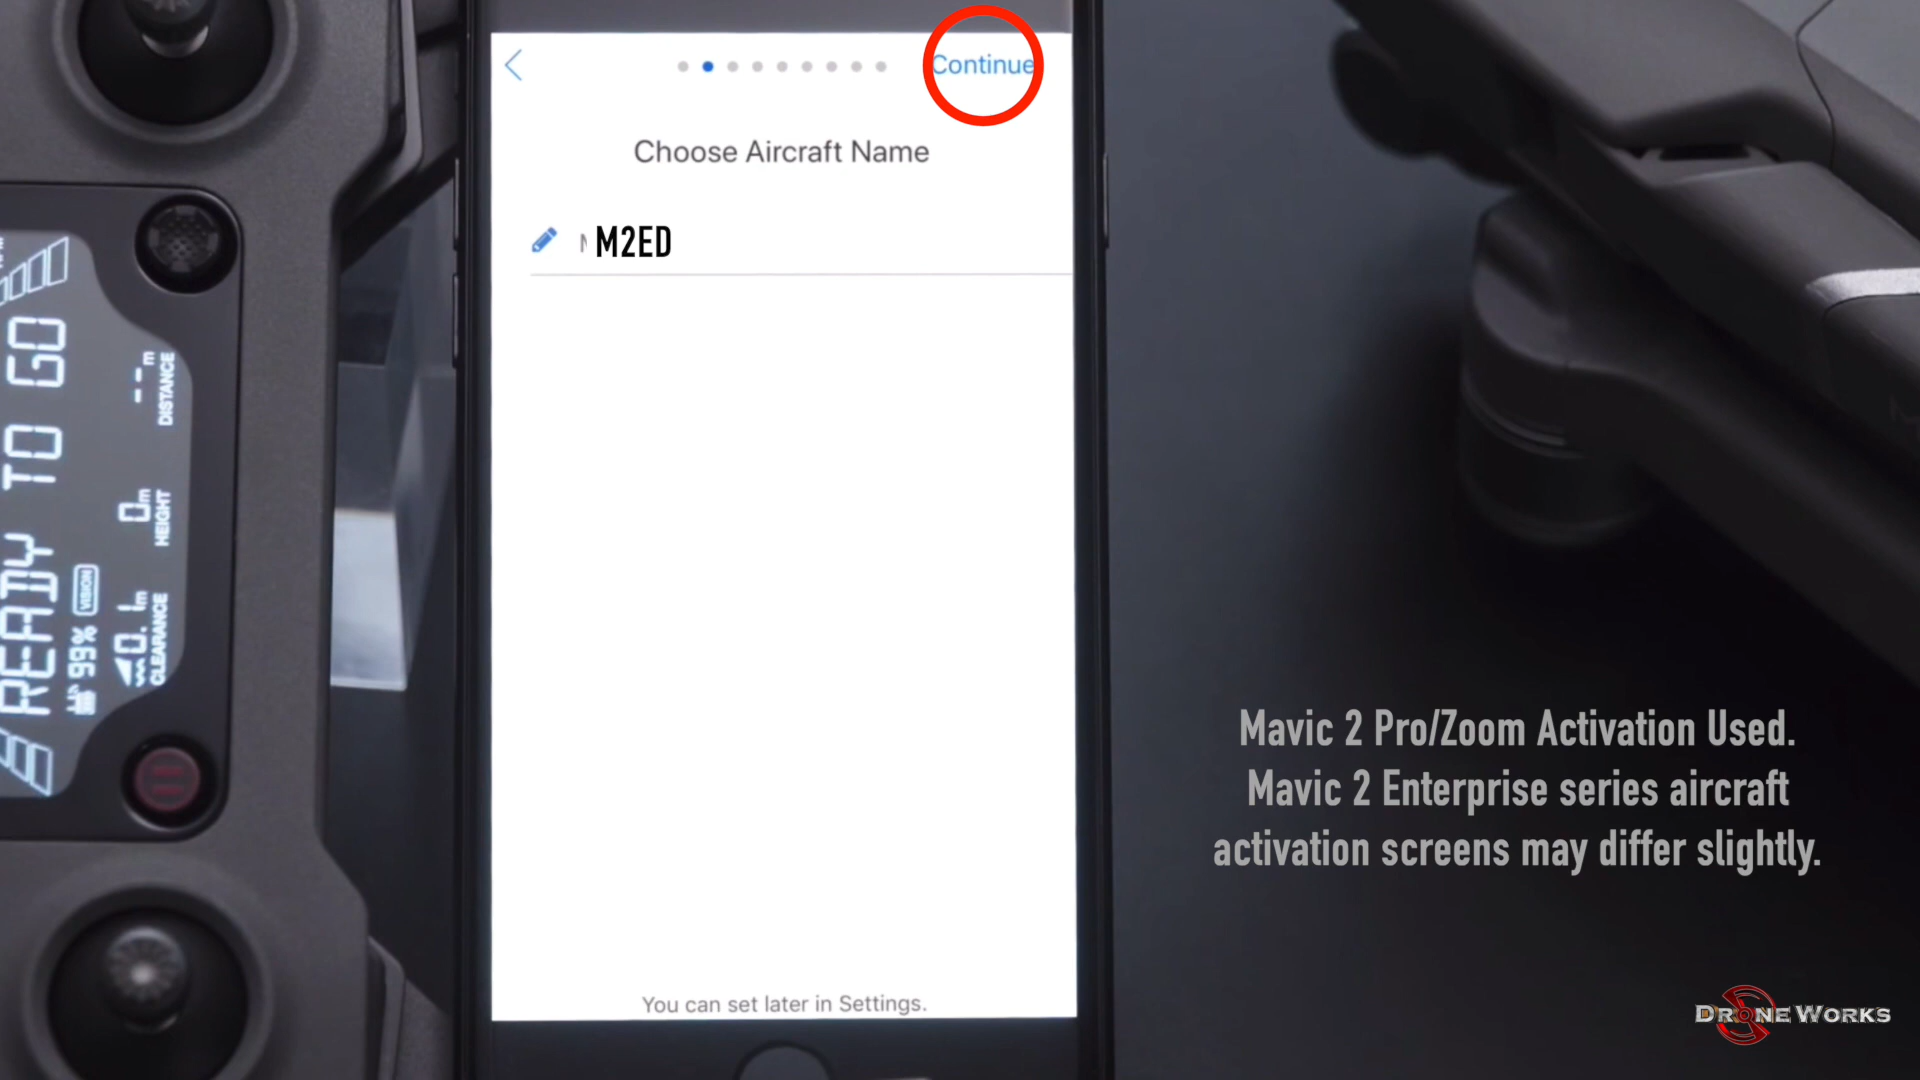 Continue
Choose Aircraft Name
M2ED
You can set later in Settings.
READY TO GO
99% VISION
0.1m
CLEARANCE
0m
HEIGHT
--m
DISTANCE
Mavic 2 Pro/Zoom Activation Used.
Mavic 2 Enterprise series aircraft
activation screens may differ slightly.
DRONE WORKS